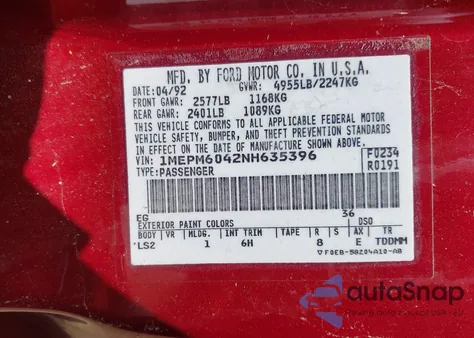 MFD. BY FORD MOTOR CO. IN U.S.A.
DATE: 04/92 GVWR: 4955LB/2247KG
FRONT GAWR: 2577LB 1168KG
REAR GAWR: 2401LB 1089KG
THIS VEHICLE CONFORMS TO ALL APPLICABLE FEDERAL MOTOR
VEHICLE SAFETY, BUMPER, AND THEFT PREVENTION STANDARDS
IN EFFECT ON THE DATE OF MANUFACTURE SHOWN ABOVE.
VIN: 1MEPM6042NH635396 F0234
TYPE: PASSENGER R0191
EG 36
EXTERIOR PAINT COLORS DSO
BODY VR MLDG. INT TRIM TAPE R S AX TR
LS2 1 6H 8 E TDDMM
F0EB-58204A10-AB
autoSnap